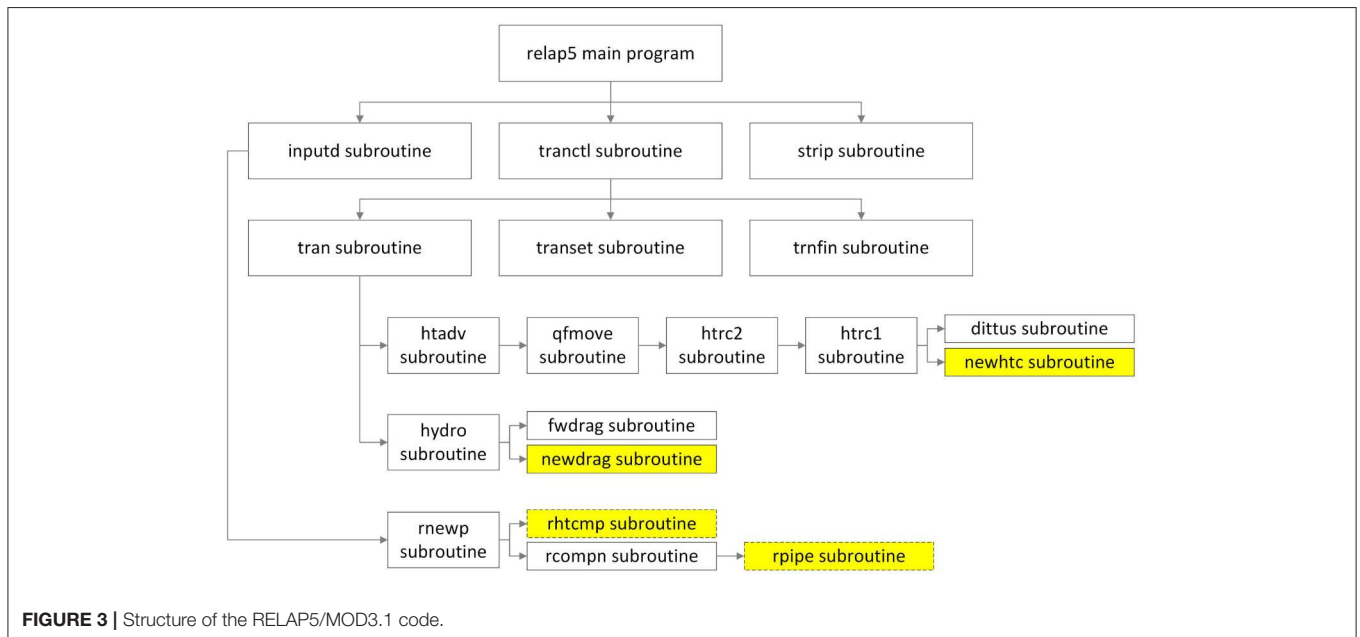 relap5 main program
inputd subroutine
tranctl subroutine
strip subroutine
tran subroutine
transet subroutine
trnfin subroutine
htadv
subroutine
qfmove
subroutine
htrc2
subroutine
htrc1
subroutine
dittus subroutine
newhtc subroutine
hydro
subroutine
fwdrag subroutine
newdrag subroutine
rnewp
subroutine
rhtcmp subroutine
rcompn subroutine
rpipe subroutine
FIGURE 3 | Structure of the RELAP5/MOD3.1 code.